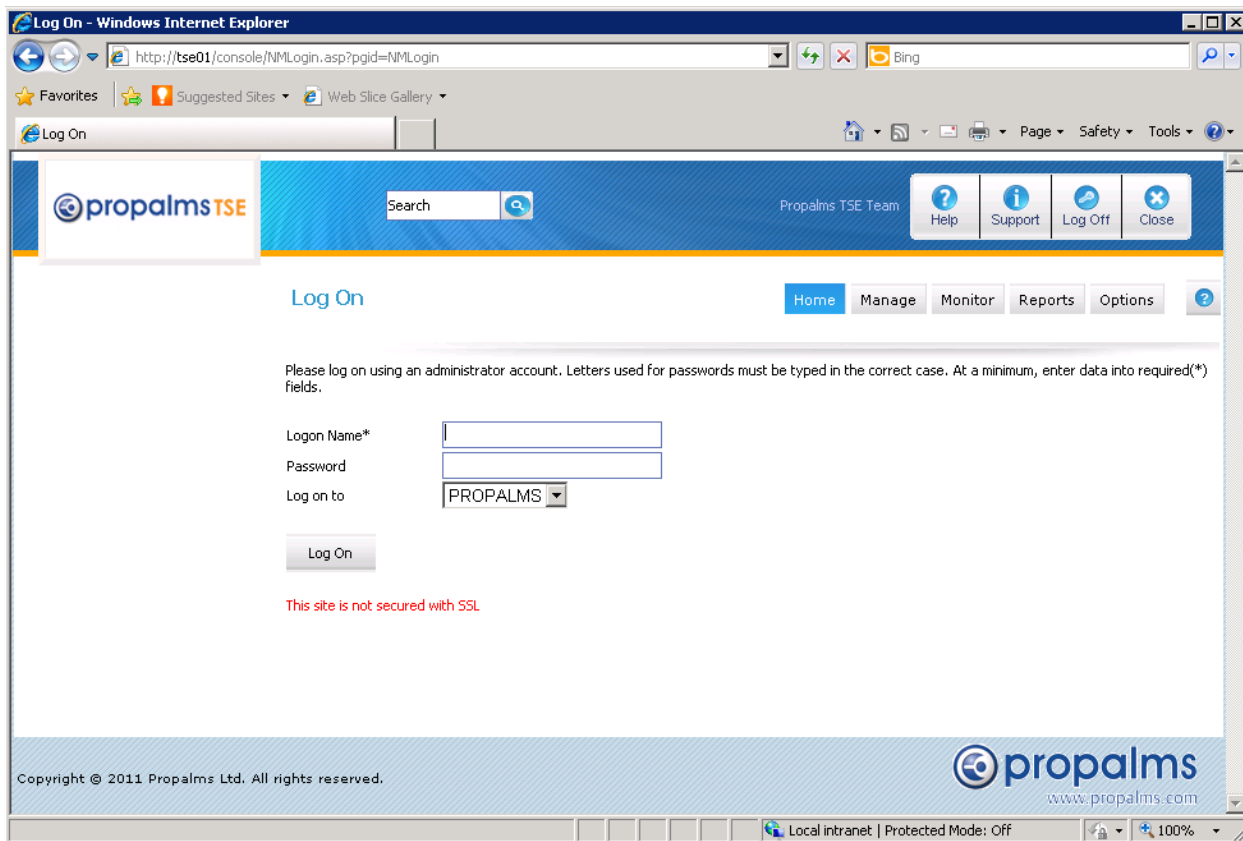 Log On - Windows Internet Explorer
http://tse01/console/NMLogin.asp?pgid=NMLogin
Bing
Favorites
Suggested Sites
Web Slice Gallery
Log On
Page
Safety
Tools
propalms TSE
Search
Propalms TSE Team
Help
Support
Log Off
Close
Log On
Home
Manage
Monitor
Reports
Options
Please log on using an administrator account. Letters used for passwords must be typed in the correct case. At a minimum, enter data into required(*)
fields.
Logon Name*
Password
Log on to
PROPALMS
Log On
This site is not secured with SSL
Copyright © 2011 Propalms Ltd. All rights reserved.
propalms
www.propalms.com
Local intranet | Protected Mode: Off
100%